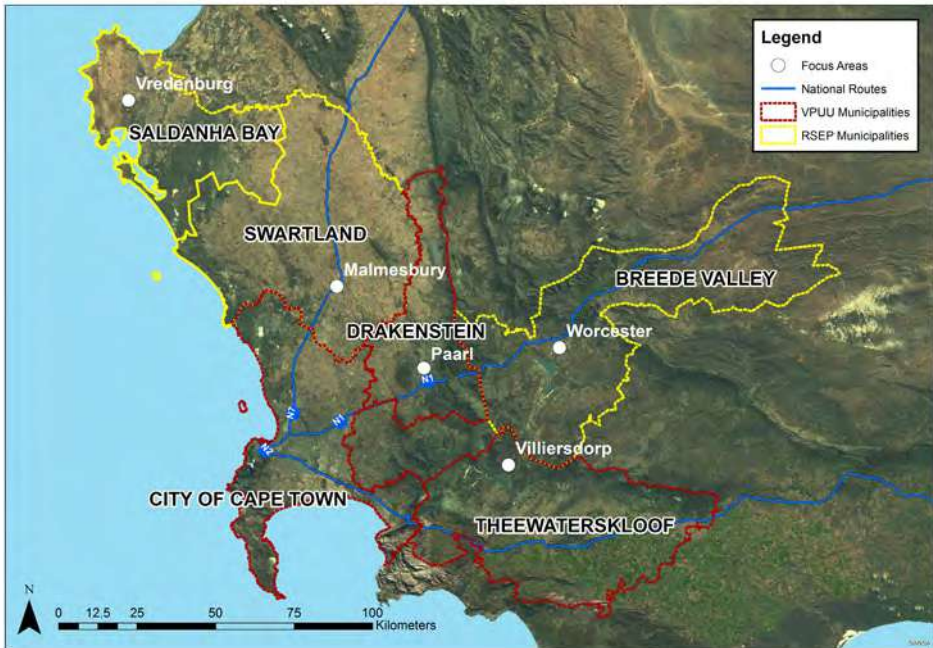 Legend
Focus Areas
National Routes
VPUU Municipalities
RSEP Municipalities
Vredenburg
SALDANHA BAY
SWARTLAND
Malmesbury
BREEDE VALLEY
DRAKENSTEIN
Worcester
Paarl
N1
N7
N1
N2
Villiersdorp
CITY OF CAPE TOWN
THEEWATERSKLOOF
N
0 12,5 25 50 75 100
Kilometers